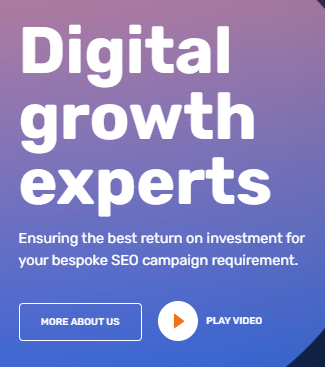 Digital
growth
experts
Ensuring the best return on investment for
your bespoke SEO campaign requirement.
MORE ABOUT US
PLAY VIDEO